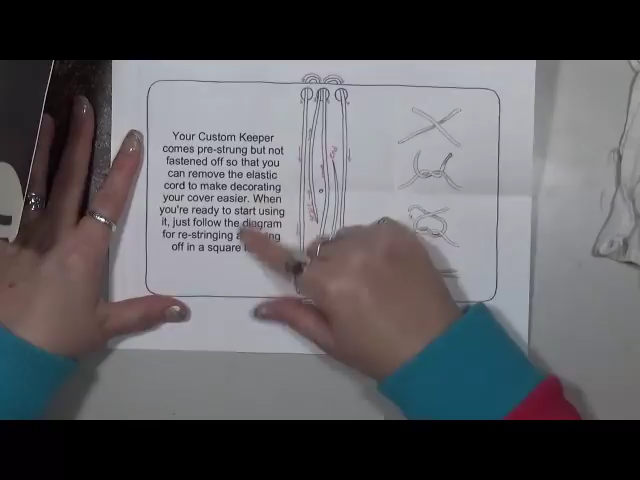 Your Custom Keeper
comes pre-strung but not
fastened off so that you
can remove the elastic
cord to make decorating
your cover easier. When
you're ready to start using
it, just follow the diagram
for re-stringing
off in a square